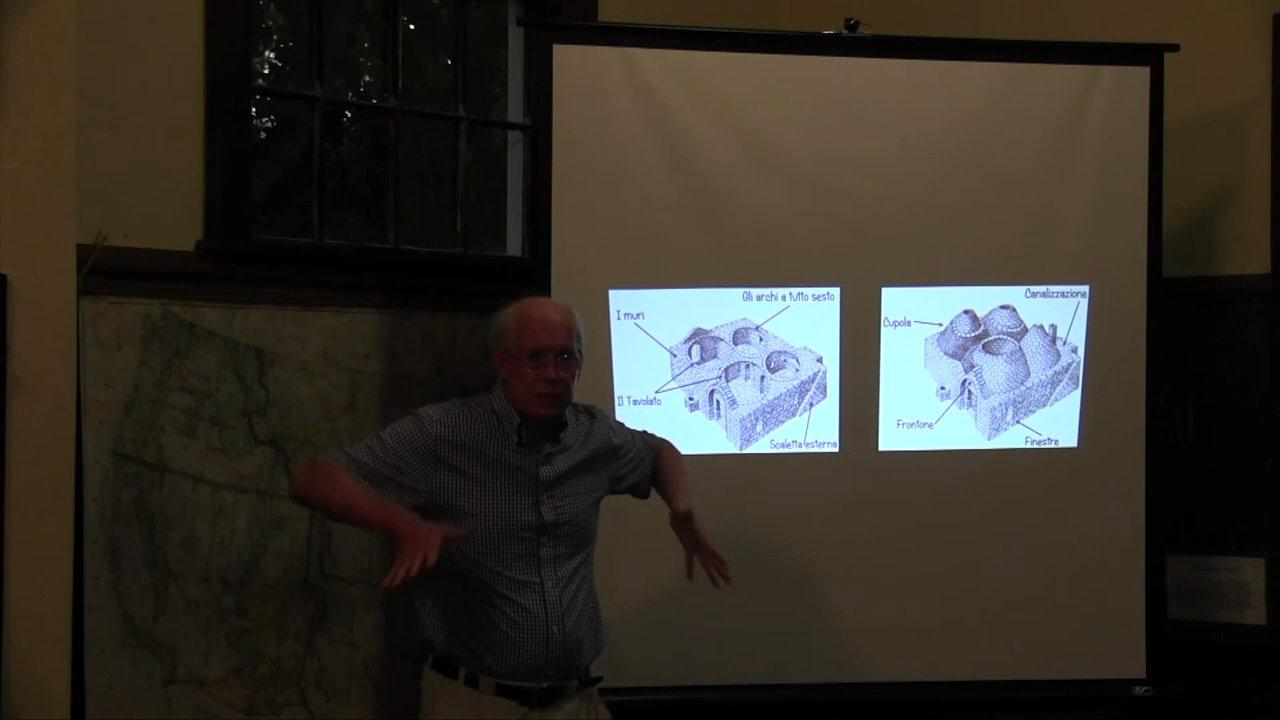 Gli archi a tutto sesto
I muri
Il Tavolato
Scaletta esterna
Canalizzazione
Cupola
Frontone
Finestre